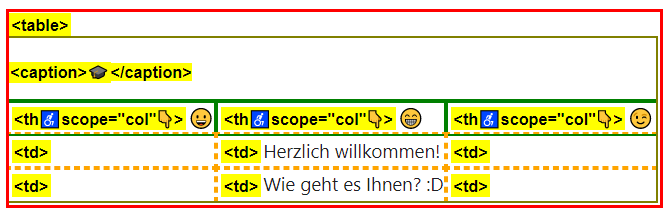 <table>
<caption>🎓</caption>
<th♿scope="col"👇> 😀 <th♿scope="col"👇> 😁 <th♿scope="col"👇> 😉
<td> <td> Herzlich willkommen! <td>
<td> <td> Wie geht es Ihnen? :D <td>